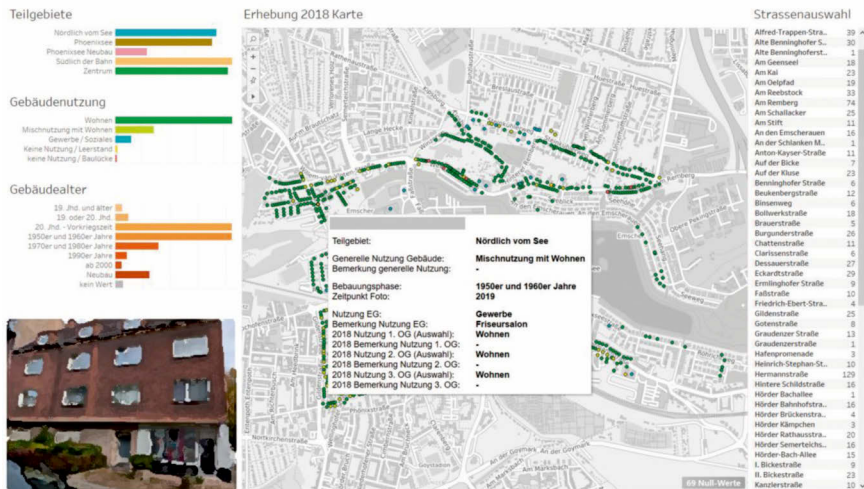 Teilgebiete
Nördlich vom See
Phoenixsee
Phoenixsee Neubau
Südlich der Bahn
Zentrum
Gebäudenutzung
Wohnen
Mischnutzung mit Wohnen
Gewerbe / Soziales
Keine Nutzung / Leerstand
keine Nutzung / Baulücke
Gebäudealter
19. Jhd. und älter
19. oder 20. Jhd.
20. Jhd. - Vorkriegszeit
1950er und 1960er Jahre
1970er und 1980er Jahre
1990er Jahre
ab 2000
Neubau
kein Wert
Erhebung 2018 Karte
Lange Hecke
Huestraße
Emscher
Teilgebiet: Nördlich vom See
Generelle Nutzung Gebäude: Mischnutzung mit Wohnen
Bemerkung generelle Nutzung: -
Bebauungsphase: 1950er und 1960er Jahre
Zeitpunkt Foto: 2019
Nutzung EG: Gewerbe
Bemerkung Nutzung EG: Friseursalon
2018 Nutzung 1. OG (Auswahl): Wohnen
2018 Bemerkung Nutzung 1. OG: -
2018 Nutzung 2. OG (Auswahl): Wohnen
2018 Bemerkung Nutzung 2. OG: -
2018 Nutzung 3. OG (Auswahl): Wohnen
2018 Bemerkung Nutzung 3. OG: -
Nortkirchenstraße
Am Marksbach
69 Null-Werte
Strassenauswahl
Alfred-Trappen-Stra... 39
Alte Benninghofer S... 30
Alte Benninghoferst... 1
Am Geensel 18
Am Kai 23
Am Oelpfad 19
Am Reebstock 33
Am Remberg 74
Am Schallacker 25
Am Stift 11
An den Emscherauen 16
An der Schlanken M... 1
Anton-Kayser-Straße 11
Auf der Bicke 7
Auf der Kluse 23
Benninghofer Straße 6
Beukenbergstraße 12
Binsenweg 6
Bollwerkstraße 18
Brauerstraße 5
Burgunderstraße 26
Chattenstraße 11
Clarissenstraße 6
Dessauerstraße 27
Eckardtstraße 29
Ermlinghofer Straße 9
Faßstraße 10
Friedrich-Ebert-Stra... 4
Gildenstraße 25
Gotenstraße 8
Graudenzer Straße 13
Graudenzerstraße 1
Hafenpromenade 3
Heinrich-Stephan-St... 10
Hermannstraße 129
Hintere Schildstraße 16
Hörder Bachallee 1
Hörder Bahnhofstra... 16
Hörder Brückenstra... 4
Hörder Kämpchen 3
Hörder Rathausstra... 20
Hörder Semerteichs... 16
Hörder-Bach-Allee 15
I. Bickestraße 9
II. Bickestraße 23
Kanzlerstraße 10